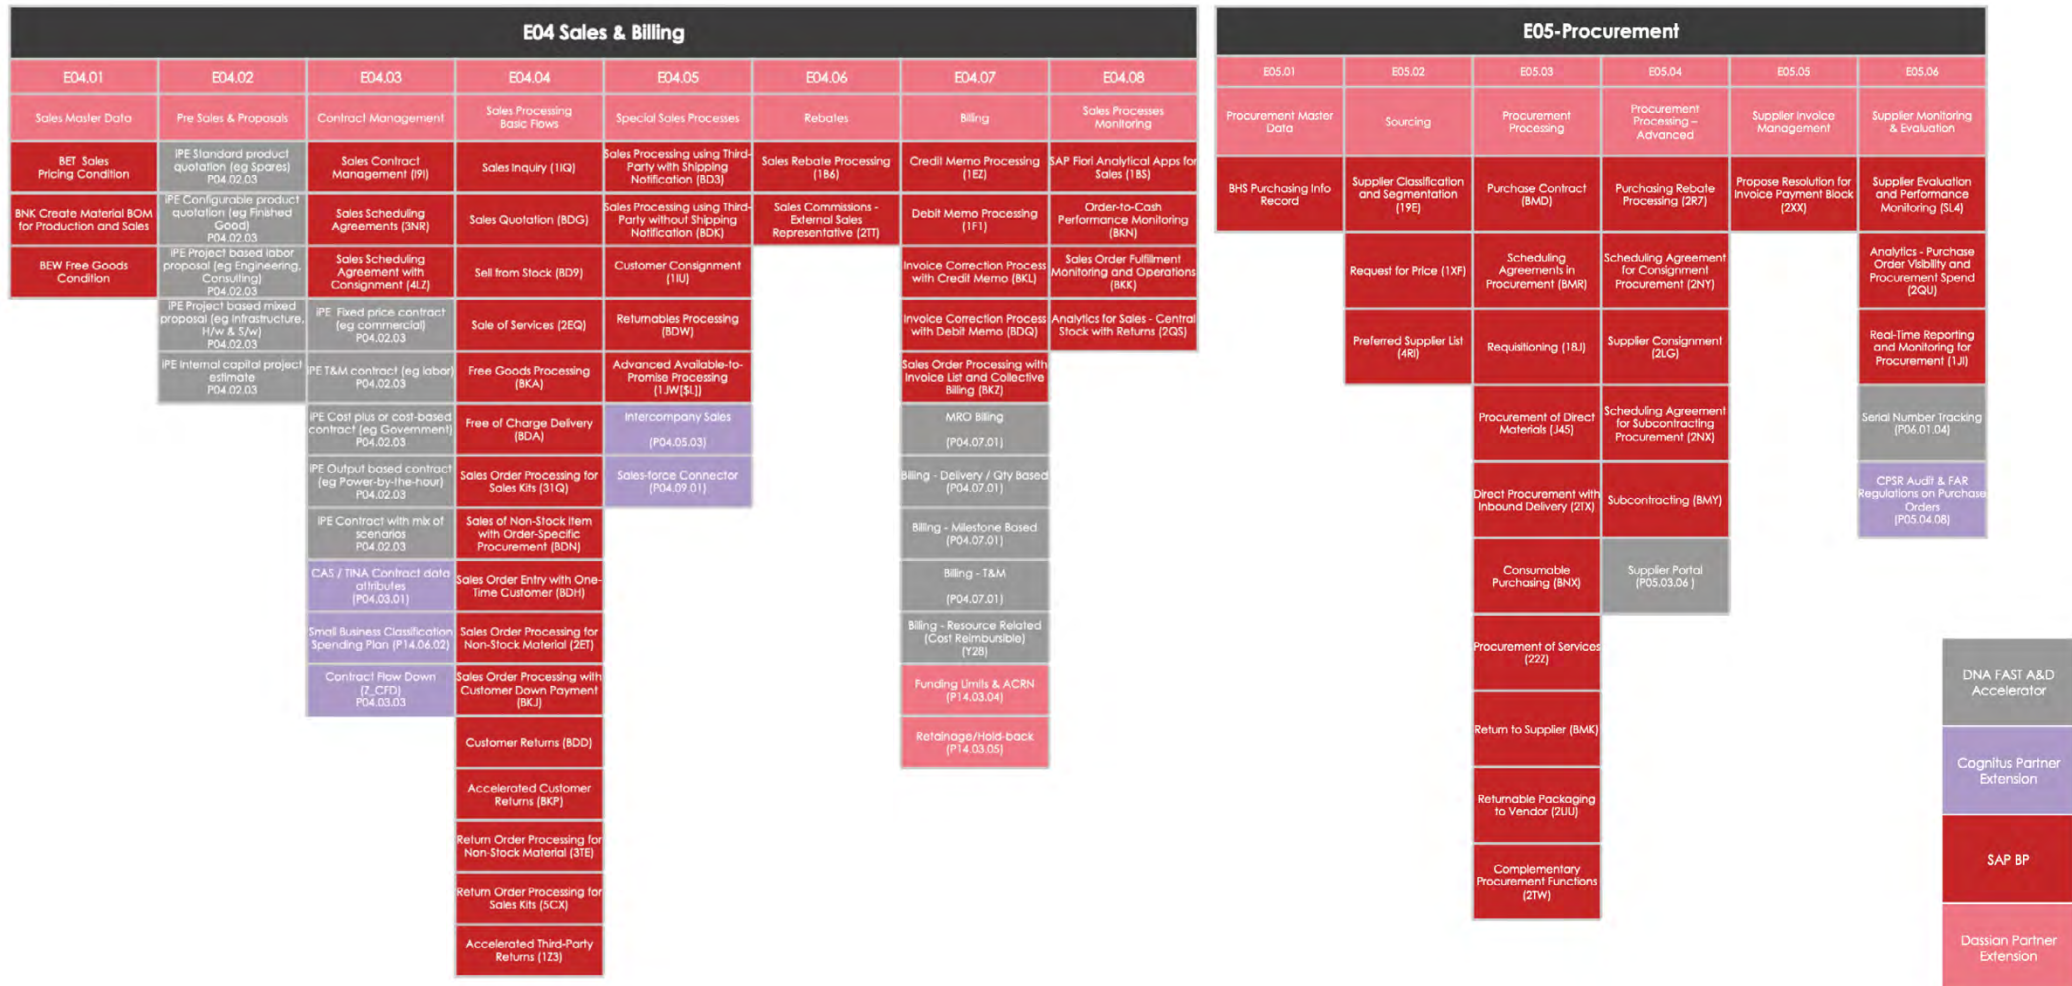 E04 Sales & Billing
E04.01
E04.02
E04.03
E04.04
E04.05
E04.06
E04.07
E04.08
Sales Master Data
Pre Sales & Proposals
Contract Management
Sales Processing
Basic Flows
Special Sales Processes
Rebates
Billing
Sales Processes
Monitoring
BET Sales
Pricing Condition
BNK Create Material BOM
for Production and Sales
BEW Free Goods
Condition
iPE Standard product
quotation (eg Spares)
P04.02.03
iPE Configurable product
quotation (eg Finished
Good)
P04.02.03
iPE Project based labor
proposal (eg Engineering,
Consulting)
P04.02.03
iPE Project based mixed
proposal (eg Infrastructure,
H/w & S/w)
P04.02.03
iPE Internal capital project
estimate
P04.02.03
Sales Contract
Management (I9I)
Sales Scheduling
Agreements (3NR)
Sales Scheduling
Agreement with
Consignment (4LZ)
iPE Fixed price contract
(eg commercial)
P04.02.03
iPE T&M contract (eg labor)
P04.02.03
iPE Cost plus or cost-based
contract (eg Government)
P04.02.03
iPE Output based contract
(eg Power-by-the-hour)
P04.02.03
iPE Contract with mix of
scenarios
P04.02.03
CAS / TINA Contract data
attributes
(P04.03.01)
Small Business Classification
Spending Plan (P14.06.02)
Contract Flow Down
(Z_CFD)
P04.03.03
Sales Inquiry (1IQ)
Sales Quotation (BDG)
Sell from Stock (BD9)
Sale of Services (2EQ)
Free Goods Processing
(BKA)
Free of Charge Delivery
(BDA)
Sales Order Processing for
Sales Kits (31Q)
Sales of Non-Stock Item
with Order-Specific
Procurement (BDN)
Sales Order Entry with One-
Time Customer (BDH)
Sales Order Processing for
Non-Stock Material (2ET)
Sales Order Processing with
Customer Down Payment
(BKJ)
Customer Returns (BDD)
Accelerated Customer
Returns (BKP)
Return Order Processing for
Non-Stock Material (3TE)
Return Order Processing for
Sales Kits (5CX)
Accelerated Third-Party
Returns (1Z3)
Sales Processing using Third-
Party with Shipping
Notification (BD3)
Sales Processing using Third-
Party without Shipping
Notification (BDK)
Customer Consignment
(1IU)
Returnables Processing
(BDW)
Advanced Available-to-
Promise Processing
(1JW[$L])
Intercompany Sales
(P04.05.03)
Sales-force Connector
(P04.09.01)
Sales Rebate Processing
(1B6)
Sales Commissions -
External Sales
Representative (2TT)
Credit Memo Processing
(1EZ)
Debit Memo Processing
(1F1)
Invoice Correction Process
with Credit Memo (BKL)
Invoice Correction Process
with Debit Memo (BDQ)
Sales Order Processing with
Invoice List and Collective
Billing (BKZ)
MRO Billing
(P04.07.01)
Billing - Delivery / Qty Based
(P04.07.01)
Billing - Milestone Based
(P04.07.01)
Billing - T&M
(P04.07.01)
Billing - Resource Related
(Cost Reimbursible)
(Y28)
Funding Limits & ACRN
(P14.03.04)
Retainage/Hold-back
(P14.03.05)
SAP Fiori Analytical Apps for
Sales (1BS)
Order-to-Cash
Performance Monitoring
(BKN)
Sales Order Fulfillment
Monitoring and Operations
(BKK)
Analytics for Sales - Central
Stock with Returns (2QS)
E05-Procurement
E05.01
E05.02
E05.03
E05.04
E05.05
E05.06
Procurement Master
Data
Sourcing
Procurement
Processing
Procurement
Processing –
Advanced
Supplier Invoice
Management
Supplier Monitoring
& Evaluation
BHS Purchasing Info
Record
Supplier Classification
and Segmentation
(19E)
Request for Price (1XF)
Preferred Supplier List
(4RI)
Purchase Contract
(BMD)
Scheduling
Agreements in
Procurement (BMR)
Requisitioning (18J)
Procurement of Direct
Materials (J45)
Direct Procurement with
Inbound Delivery (2TX)
Consumable
Purchasing (BNX)
Procurement of Services
(22Z)
Return to Supplier (BMK)
Returnable Packaging
to Vendor (2UU)
Complementary
Procurement Functions
(2TW)
Purchasing Rebate
Processing (2R7)
Scheduling Agreement
for Consignment
Procurement (2NY)
Supplier Consignment
(2LG)
Scheduling Agreement
for Subcontracting
Procurement (2NX)
Subcontracting (BMY)
Supplier Portal
(P05.03.06 )
Propose Resolution for
Invoice Payment Block
(2XX)
Supplier Evaluation
and Performance
Monitoring (SL4)
Analytics - Purchase
Order Visibility and
Procurement Spend
(2QU)
Real-Time Reporting
and Monitoring for
Procurement (1JI)
Serial Number Tracking
(P06.01.04)
CPSR Audit & FAR
Regulations on Purchase
Orders
(P05.04.08)
DNA FAST A&D
Accelerator
Cognitus Partner
Extension
SAP BP
Dassian Partner
Extension